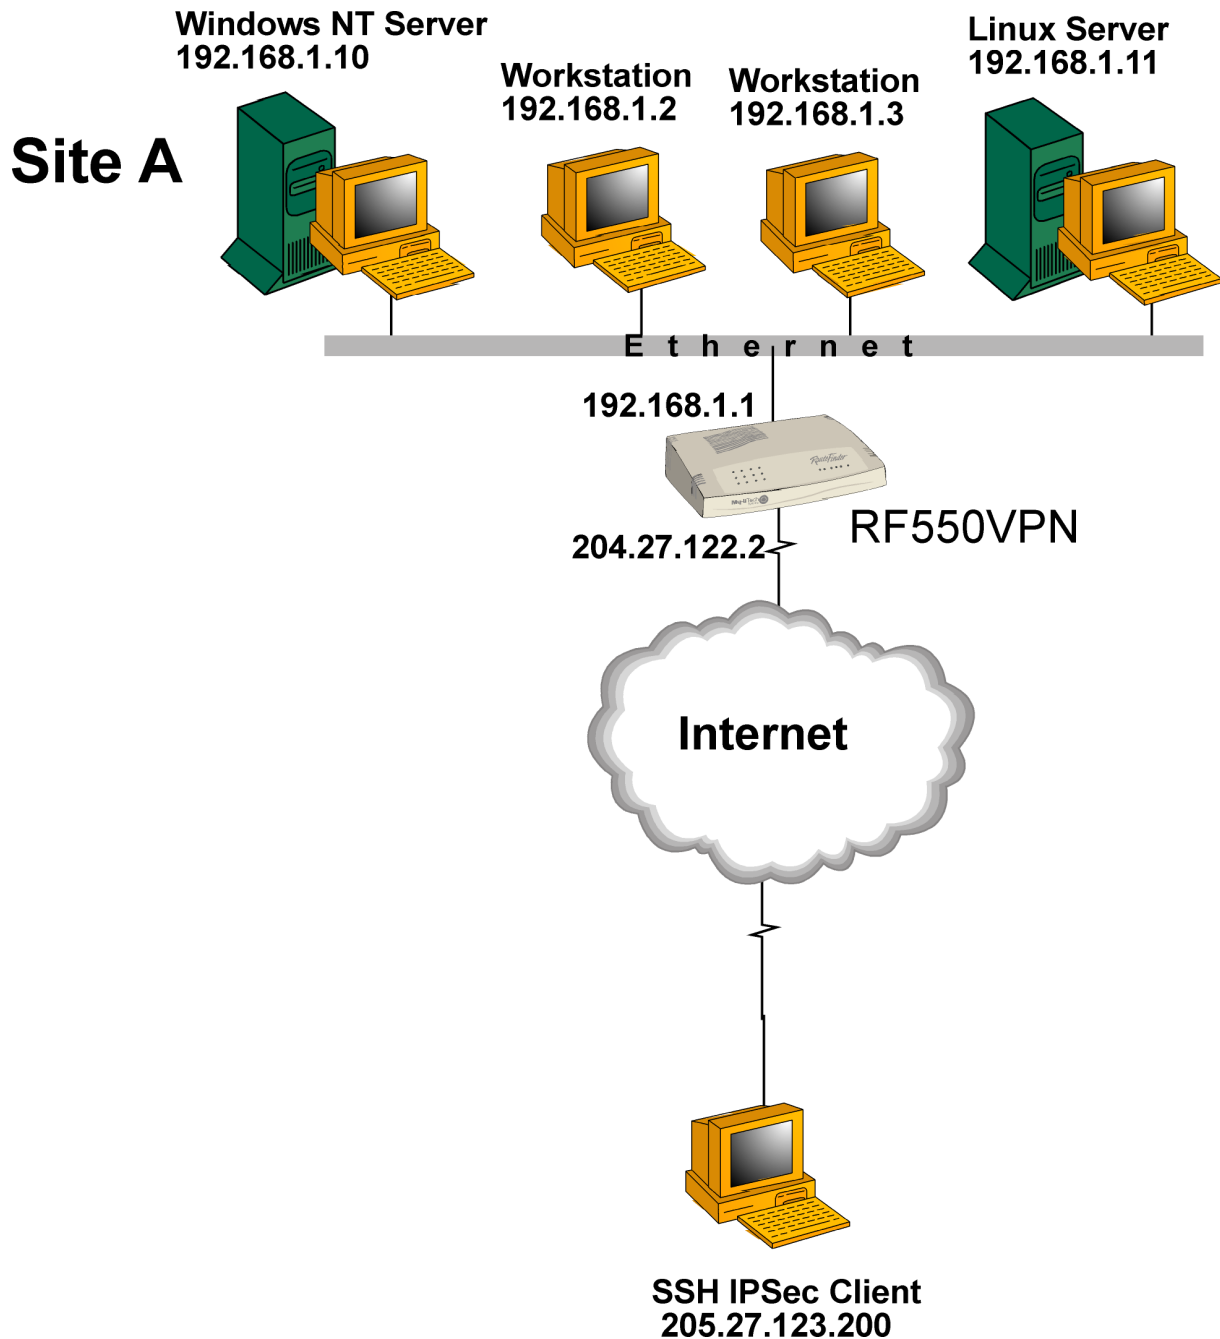 Windows NT Server
192.168.1.10
Workstation
192.168.1.2
Workstation
192.168.1.3
Linux Server
192.168.1.11
Site A
E t h e r n e t
192.168.1.1
RouteFinder
MultiTech
204.27.122.2
RF550VPN
Internet
SSH IPSec Client
205.27.123.200